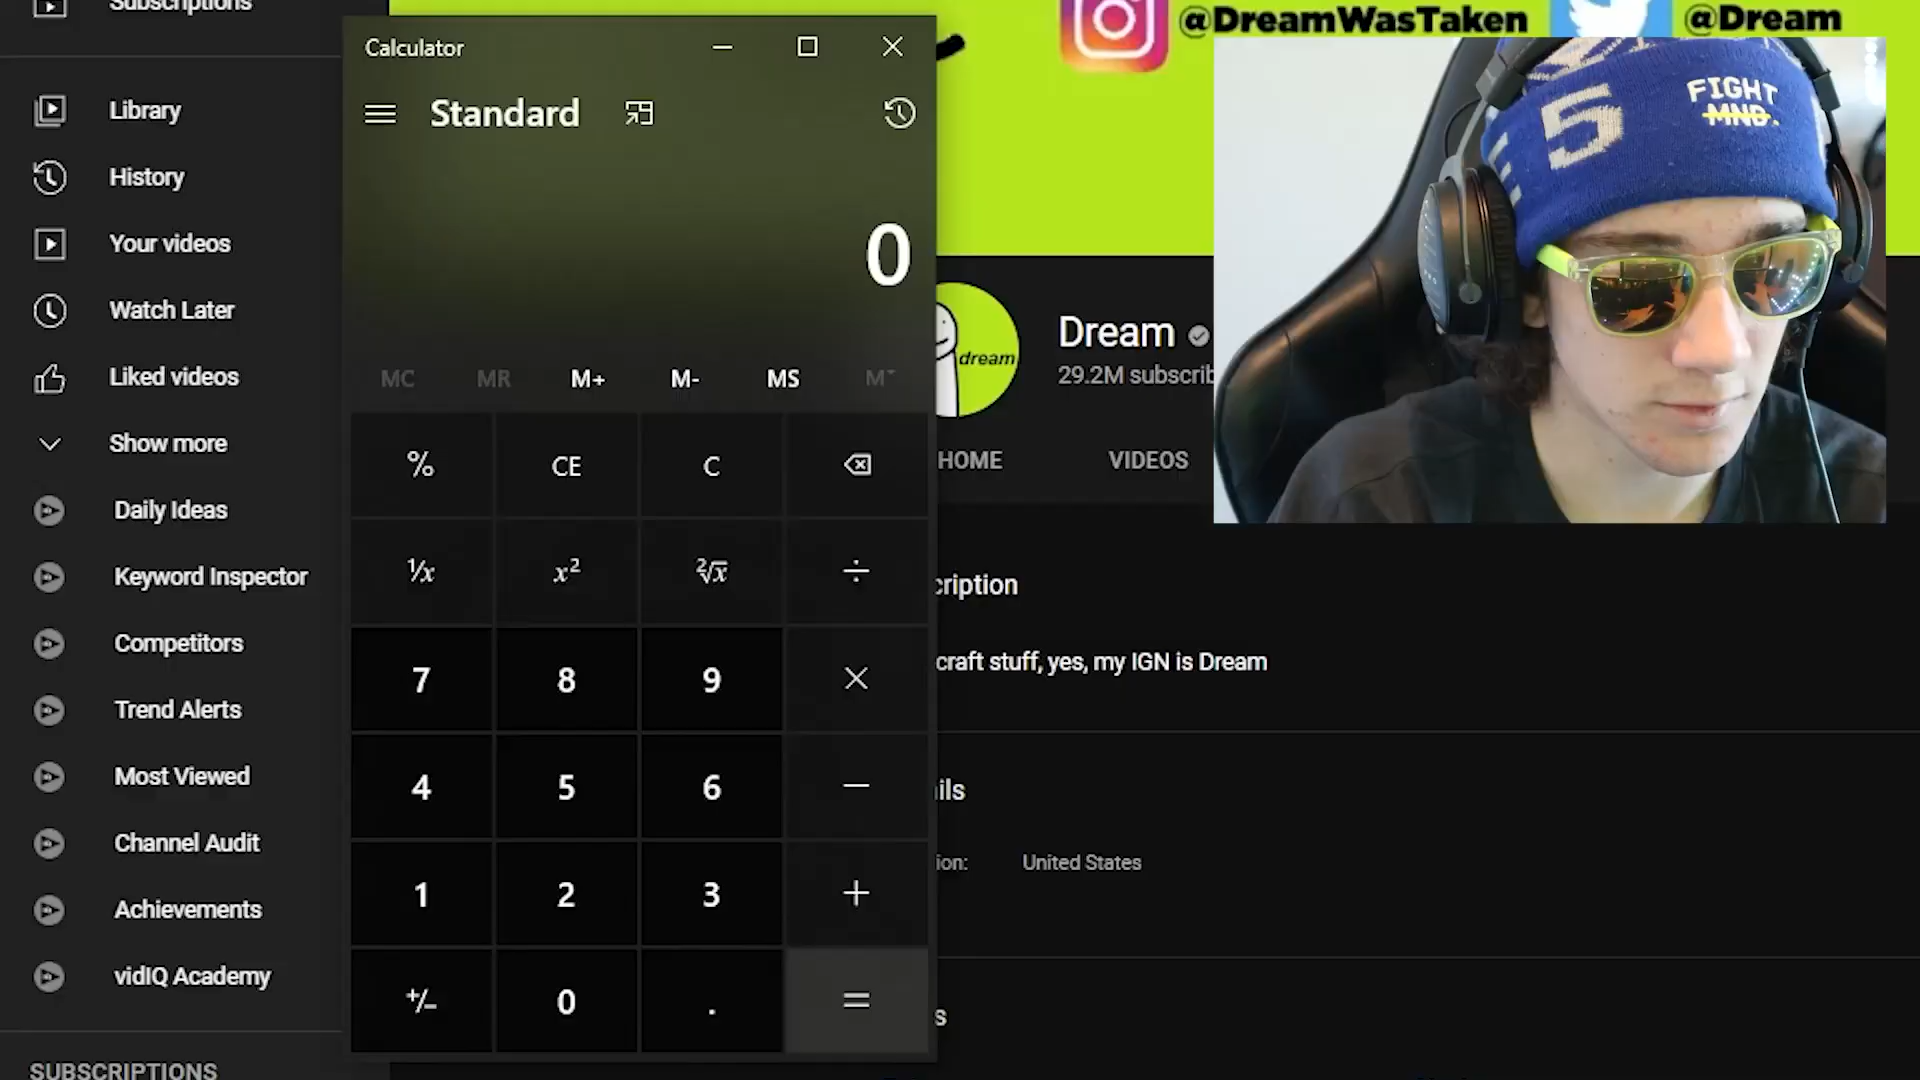 Subscriptions
Library
History
Your videos
Watch Later
Liked videos
Show more
Daily Ideas
Keyword Inspector
Competitors
Trend Alerts
Most Viewed
Channel Audit
Achievements
vidIQ Academy
SUBSCRIPTIONS
Calculator
Standard
0
MC MR M+ M- MS M˅
% CE C
⅟x x² ²√x ÷
7 8 9 ×
4 5 6 −
1 2 3 +
+/− 0 . =
@DreamWasTaken @Dream
dream
Dream
29.2M subscrib
HOME VIDEOS
cription
craft stuff, yes, my IGN is Dream
ils
ion: United States
s
5
FIGHT
MND.